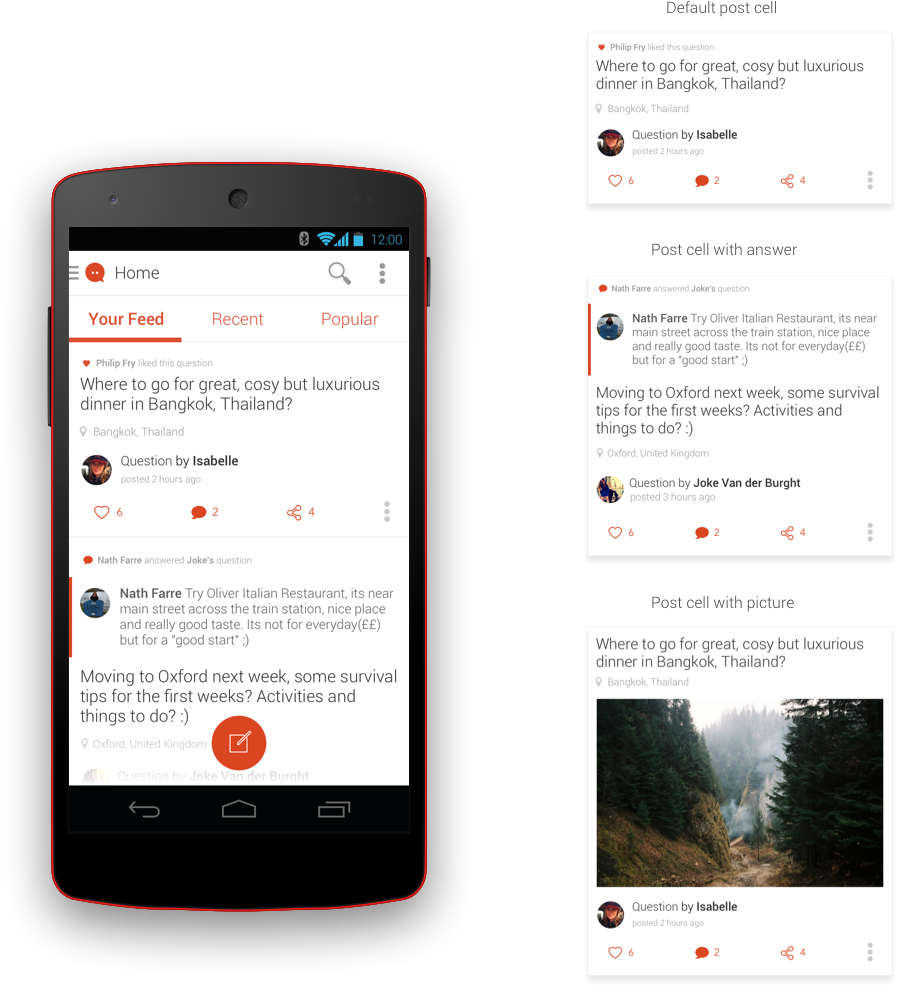 12:00
Home
Your Feed Recent Popular
Philip Fry liked this question
Where to go for great, cosy but luxurious
dinner in Bangkok, Thailand?
Bangkok, Thailand
Question by Isabelle
posted 2 hours ago
6 2 4
Nath Farre answered Joke's question
Nath Farre Try Oliver Italian Restaurant, its near
main street across the train station, nice place
and really good taste. Its not for everyday(££)
but for a "good start" ;)
Moving to Oxford next week, some survival
tips for the first weeks? Activities and
things to do? :)
Oxford, United Kingdom
Question by Joke Van der Burght
Default post cell
Philip Fry liked this question
Where to go for great, cosy but luxurious
dinner in Bangkok, Thailand?
Bangkok, Thailand
Question by Isabelle
posted 2 hours ago
6 2 4
Post cell with answer
Nath Farre answered Joke's question
Nath Farre Try Oliver Italian Restaurant, its near
main street across the train station, nice place
and really good taste. Its not for everyday(££)
but for a "good start" ;)
Moving to Oxford next week, some survival
tips for the first weeks? Activities and
things to do? :)
Oxford, United Kingdom
Question by Joke Van der Burght
posted 3 hours ago
6 2 4
Post cell with picture
Where to go for great, cosy but luxurious
dinner in Bangkok, Thailand?
Bangkok, Thailand
Question by Isabelle
posted 2 hours ago
6 2 4